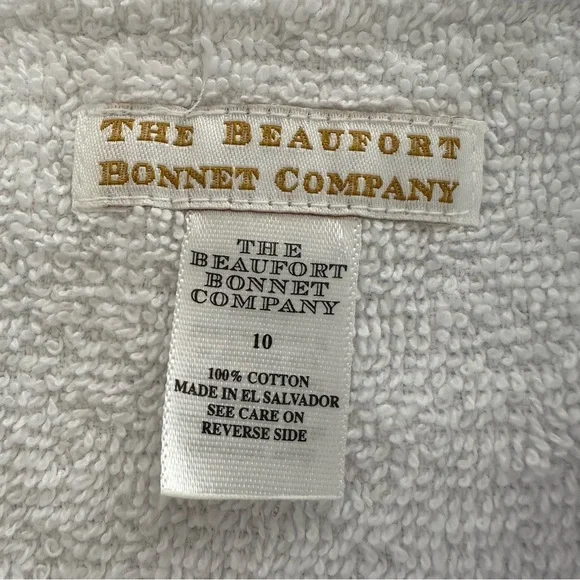 THE BEAUFORT
BONNET COMPANY
THE
BEAUFORT
BONNET
COMPANY
10
100% COTTON
MADE IN EL SALVADOR
SEE CARE ON
REVERSE SIDE